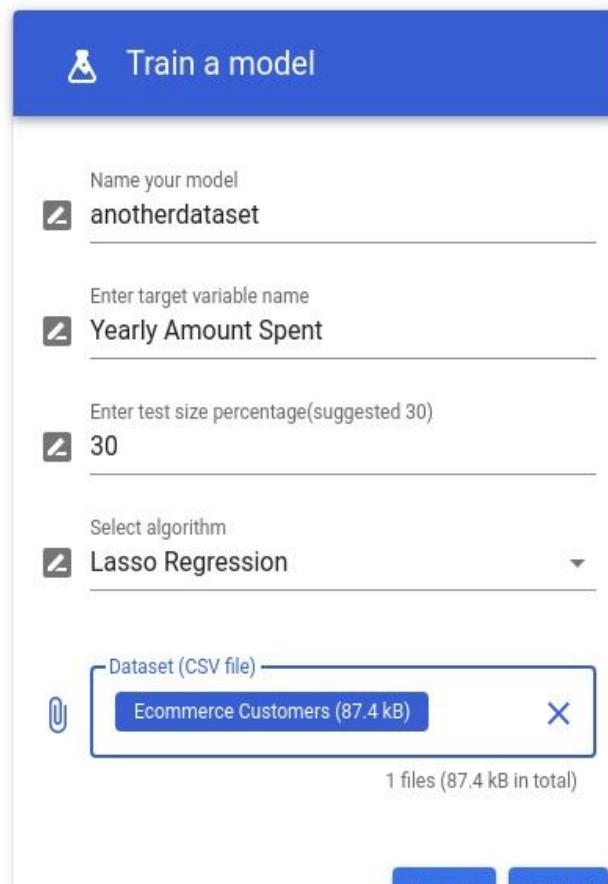 Train a model
Name your model
anotherdataset
Enter target variable name
Yearly Amount Spent
Enter test size percentage(suggested 30)
30
Select algorithm
Lasso Regression
Dataset (CSV file)
Ecommerce Customers (87.4 kB)
1 files (87.4 kB in total)